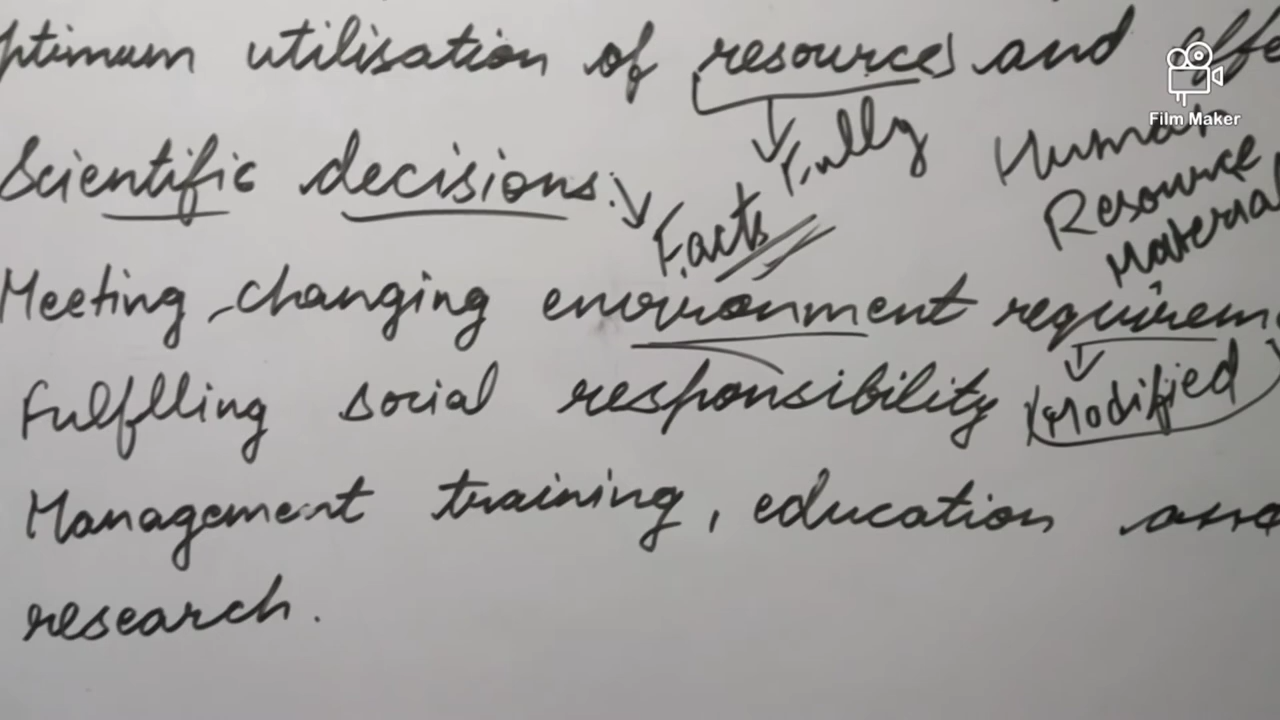 ptimum utilisation of resources and effe
Film Maker
Fully
Human
Resource
Material
Scientific decisions:
Facts
Meeting changing environment requirem
Modified
Fulflling social responsibility
Management training, education and
research.